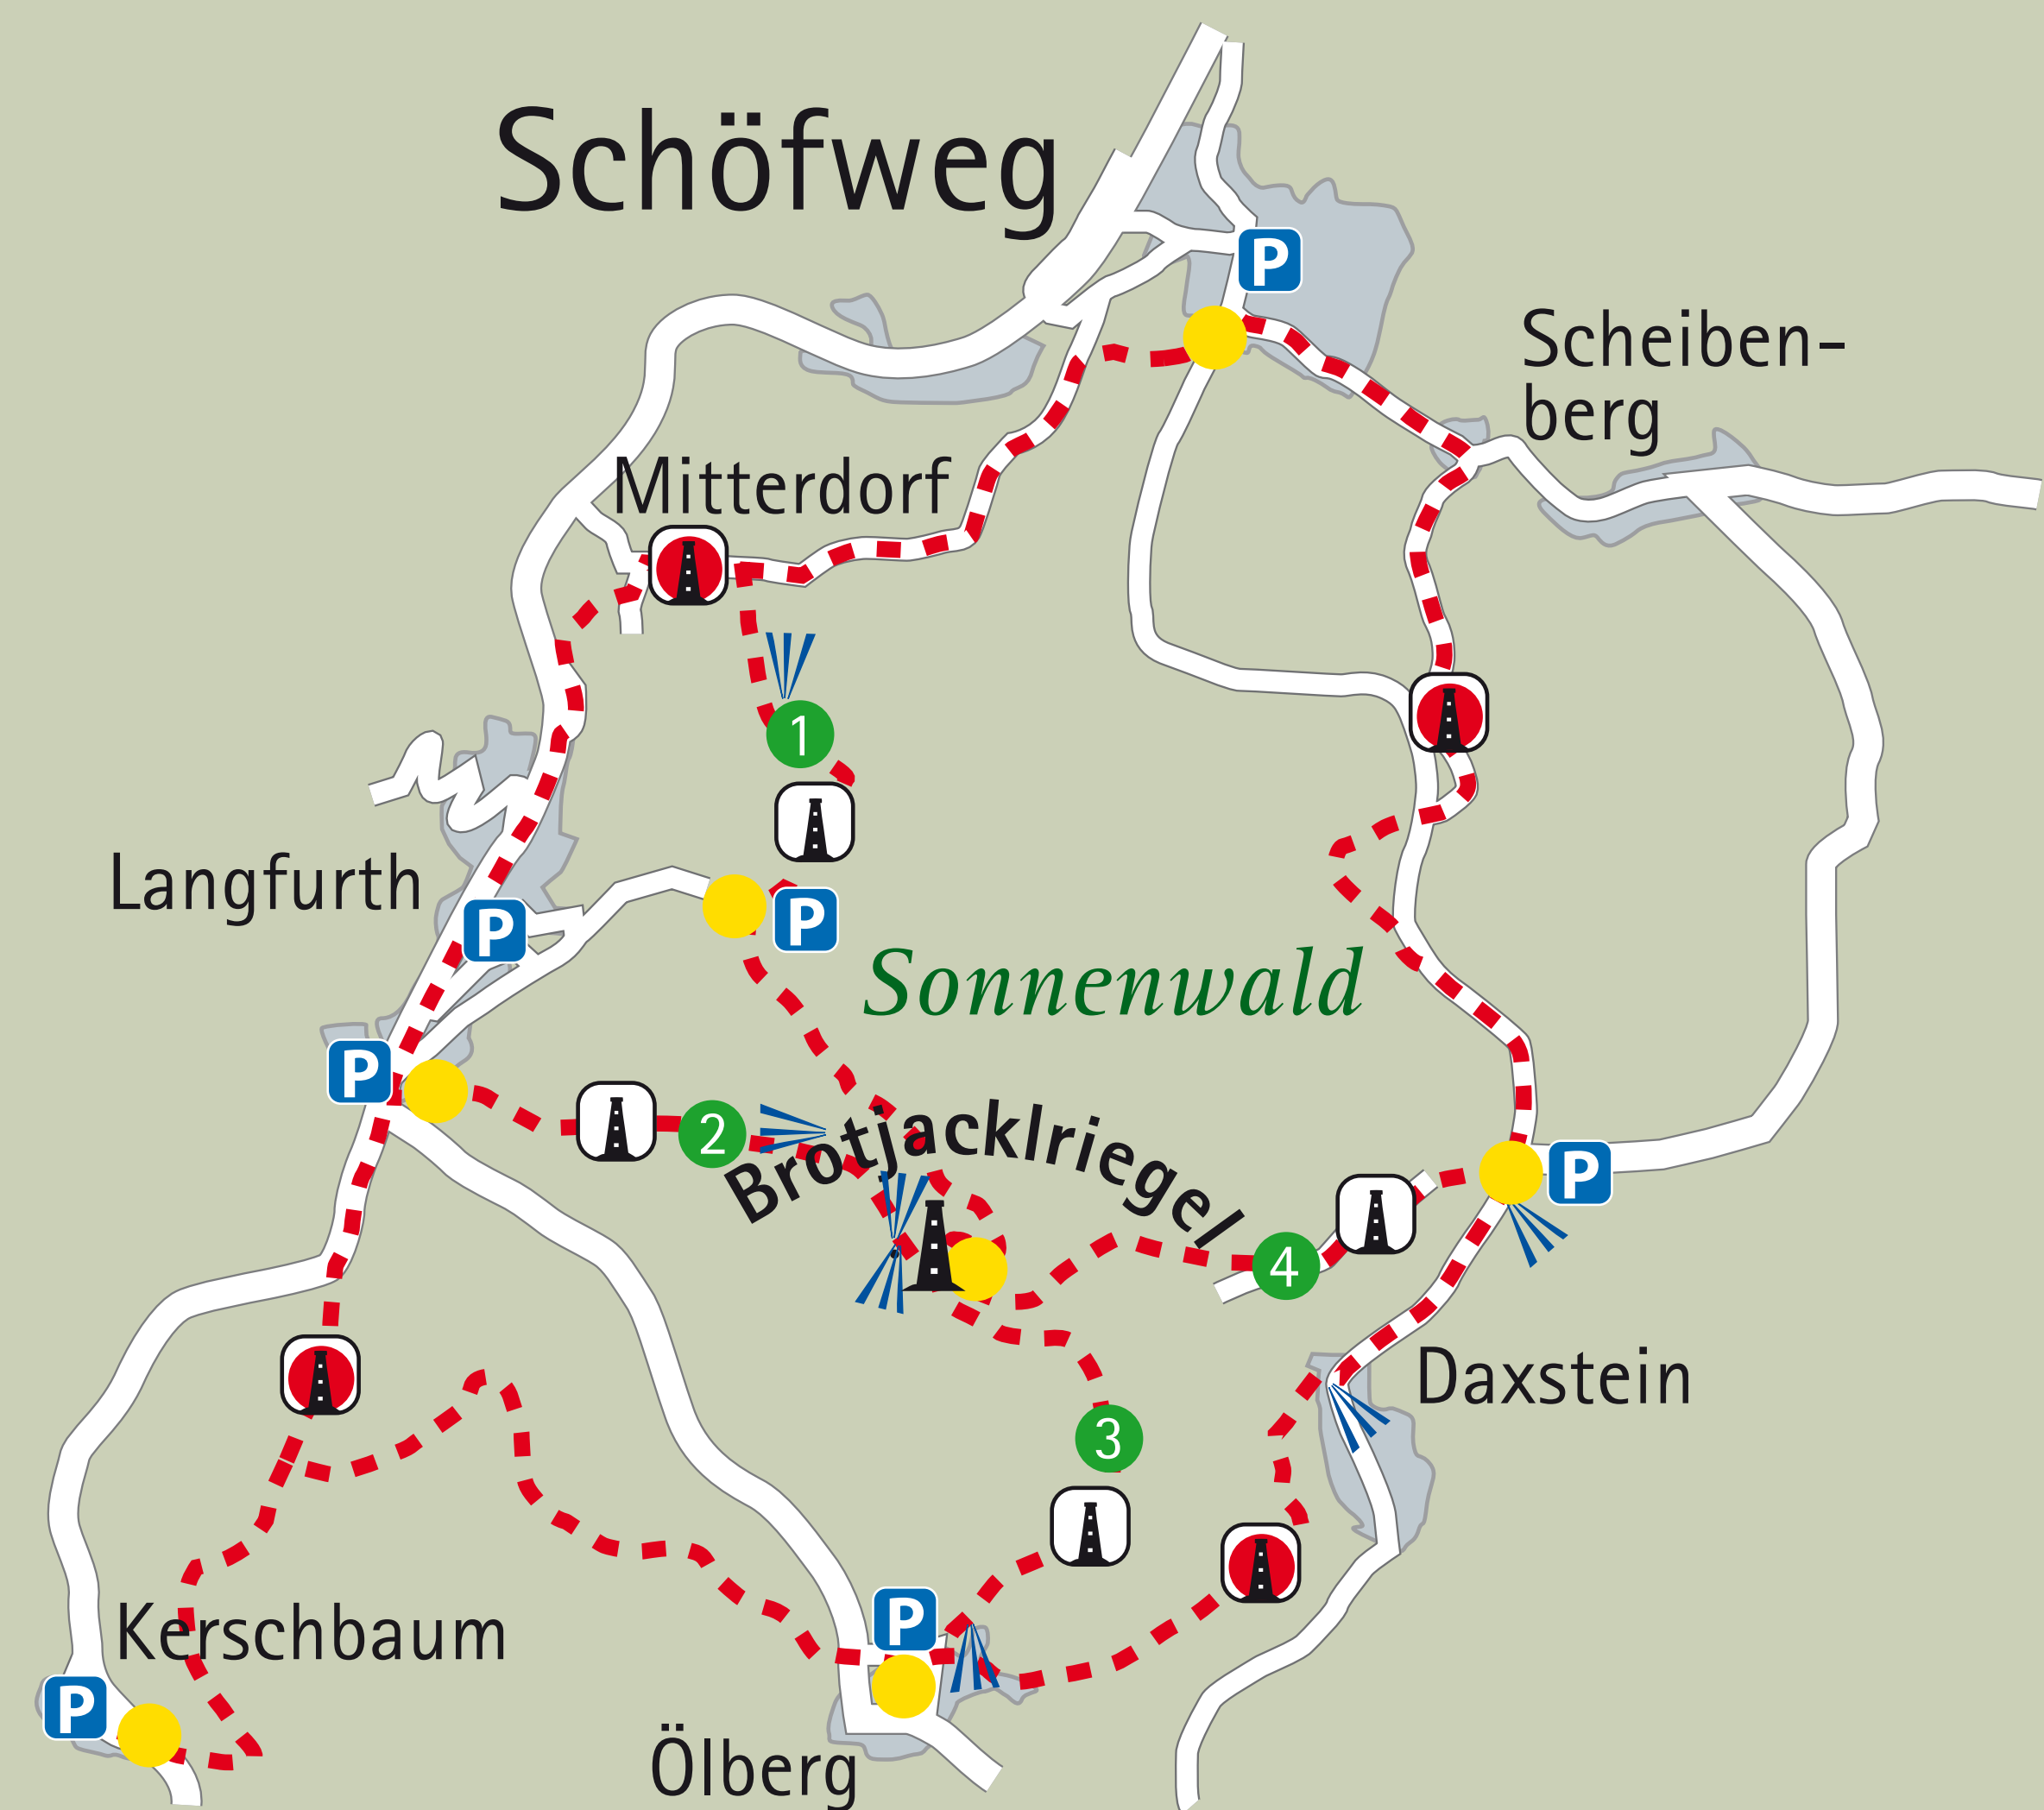 Schöfweg
P
Scheiben-
berg
Mitterdorf
1
Langfurth
P
P
Sonnenwald
P
2
Brotjacklriegel
P
4
Daxstein
3
Kerschbaum
P
P
Ölberg